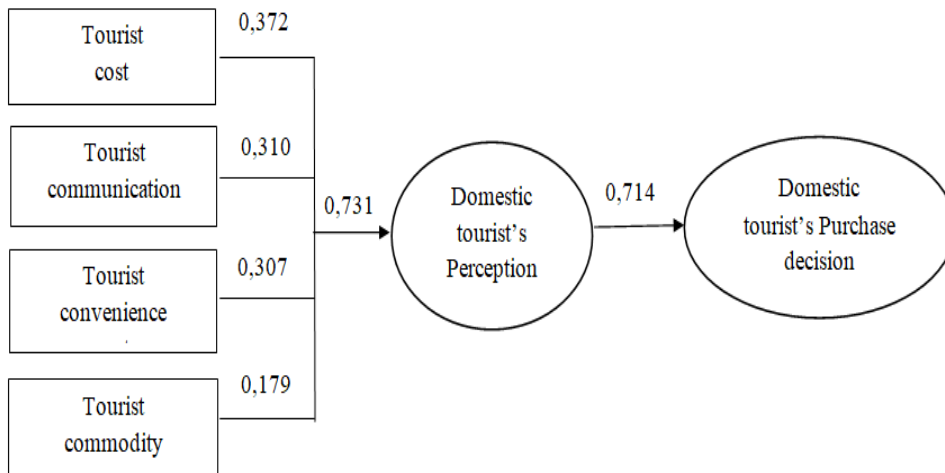 Tourist
cost
0,372
Tourist
communication
0,310
Tourist
convenience
0,307
Tourist
commodity
0,179
0,731
Domestic
tourist's
Perception
0,714
Domestic
tourist's Purchase
decision